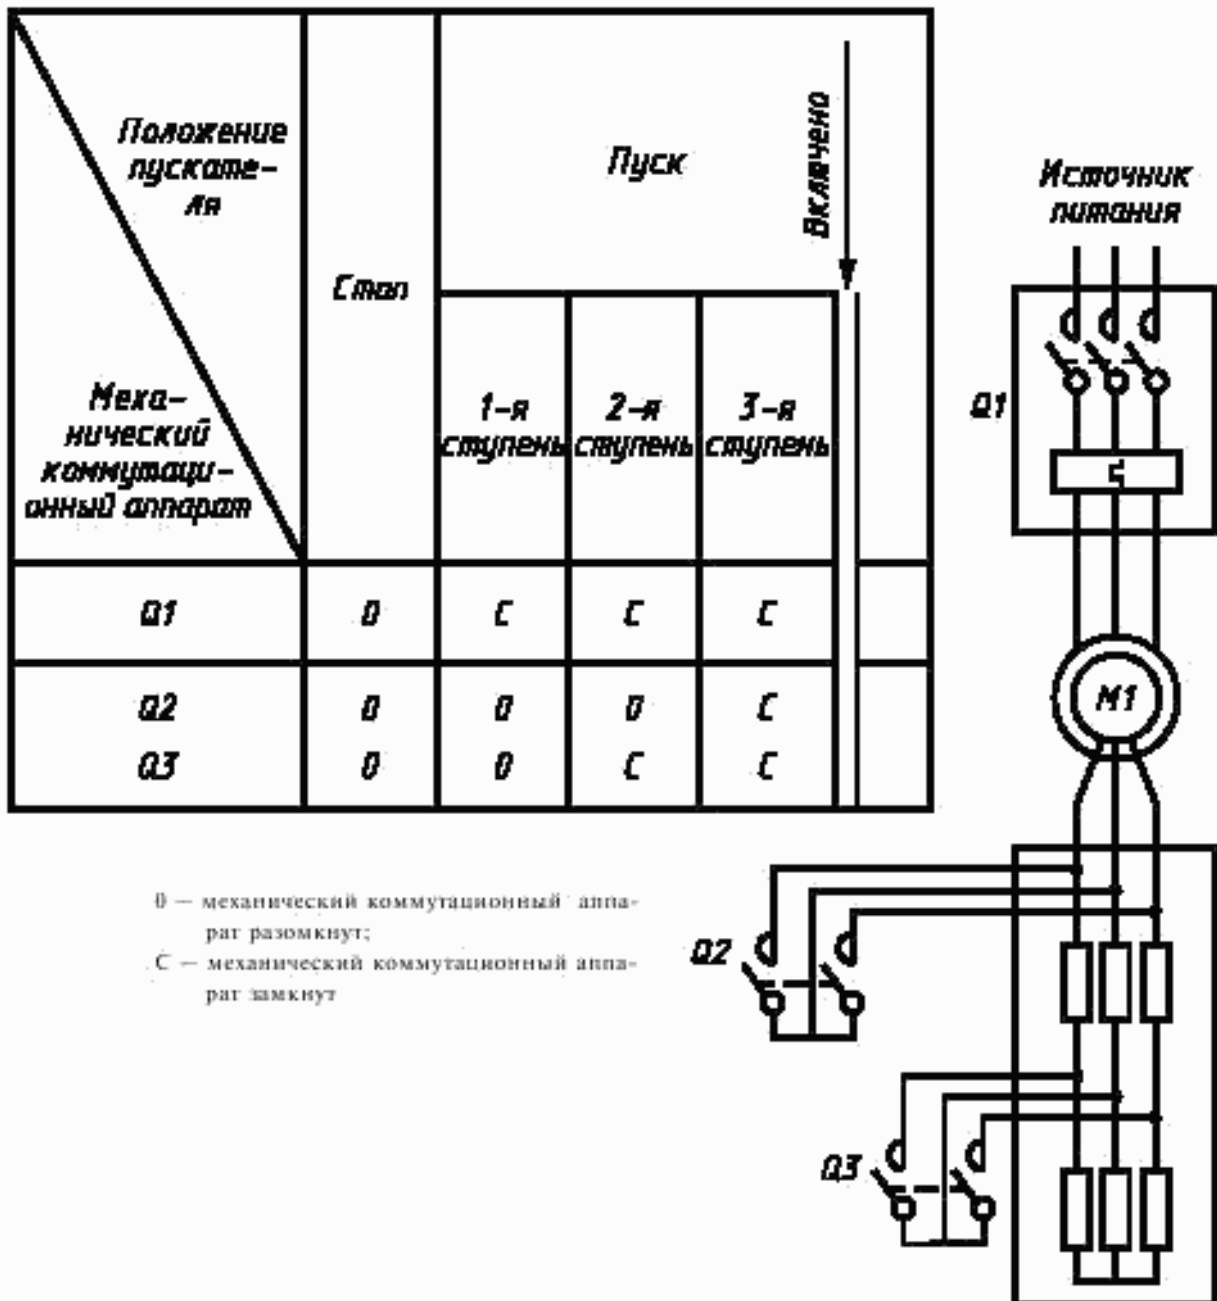 Положение
пускате-
ля
Меха-
нический
коммутаци-
онный аппарат
Стоп
Пуск
Включено
1-я
ступень
2-я
ступень
3-я
ступень
Q1 0 C C C
Q2 0 0 0 C
Q3 0 0 C C
0 — механический коммутационный аппа-
рат разомкнут;
С — механический коммутационный аппа-
рат замкнут
Источник
питания
Q1
M1
Q2
Q3